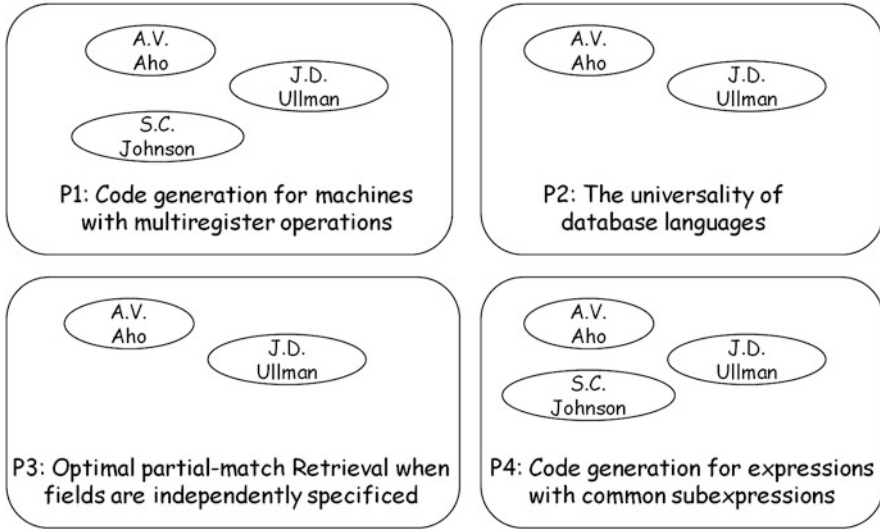 A.V.
Aho
J.D.
Ullman
S.C.
Johnson
P1: Code generation for machines
with multiregister operations
A.V.
Aho
J.D.
Ullman
P2: The universality of
database languages
A.V.
Aho
J.D.
Ullman
P3: Optimal partial-match Retrieval when
fields are independently specificed
A.V.
Aho
J.D.
Ullman
S.C.
Johnson
P4: Code generation for expressions
with common subexpressions